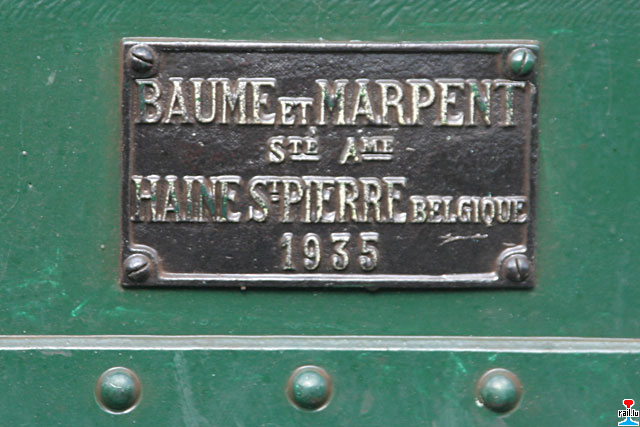 BAUME ET MARPENT
STÉ AME
HAINE ST PIERRE BELGIQUE
1935
rail.lu